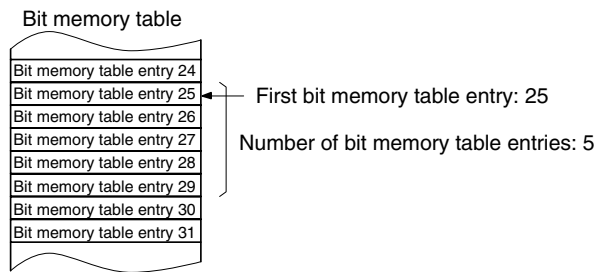 Bit memory table
Bit memory table entry 24
Bit memory table entry 25
First bit memory table entry: 25
Bit memory table entry 26
Bit memory table entry 27
Number of bit memory table entries: 5
Bit memory table entry 28
Bit memory table entry 29
Bit memory table entry 30
Bit memory table entry 31